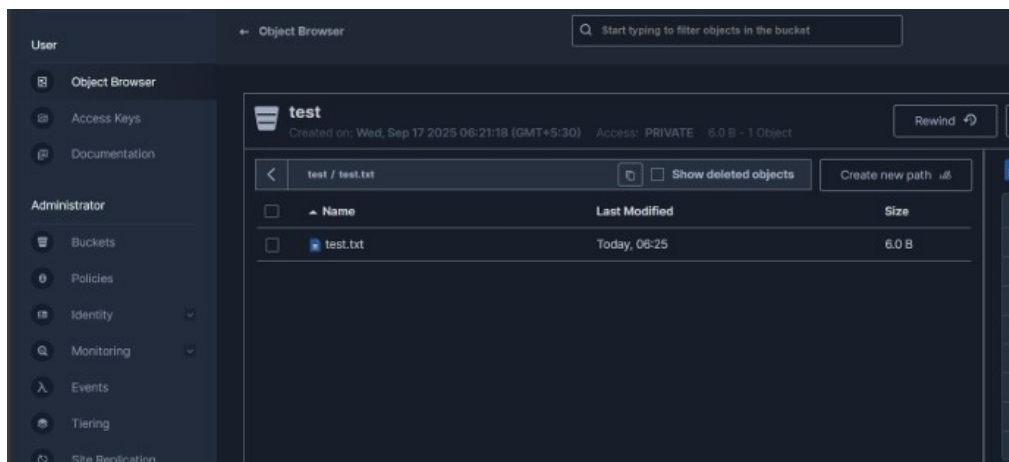 User
Object Browser
Access Keys
Documentation
Administrator
Buckets
Policies
Identity
Monitoring
Events
Tiering
Site Replication
← Object Browser
Start typing to filter objects in the bucket
test
Created on: Wed, Sep 17 2025 06:21:18 (GMT+5:30) Access: PRIVATE 6.0 B - 1 Object
Rewind
test / test.txt
Show deleted objects
Create new path
Name Last Modified Size
test.txt Today, 06:25 6.0 B